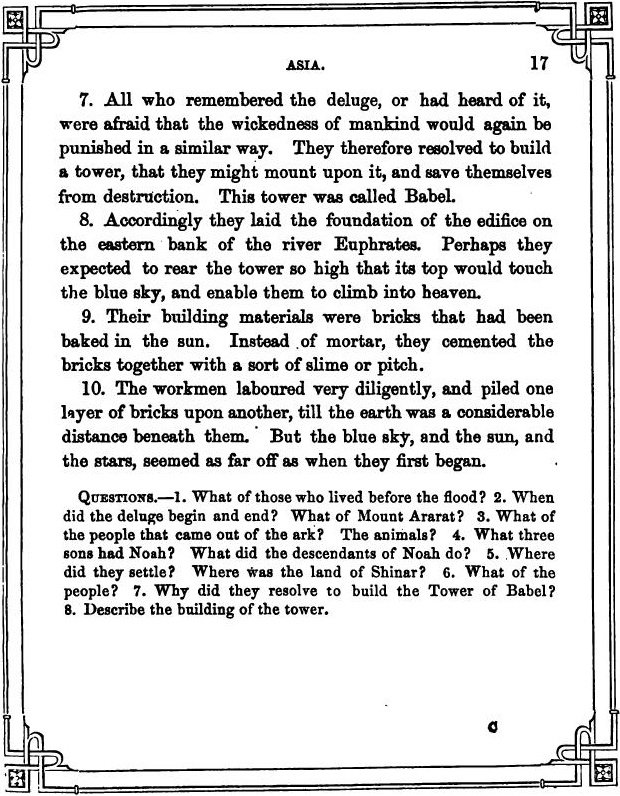 ASIA. 17
7. All who remembered the deluge, or had heard of it,
were afraid that the wickedness of mankind would again be
punished in a similar way. They therefore resolved to build
a tower, that they might mount upon it, and save themselves
from destruction. This tower was called Babel.
8. Accordingly they laid the foundation of the edifice on
the eastern bank of the river Euphrates. Perhaps they
expected to rear the tower so high that its top would touch
the blue sky, and enable them to climb into heaven.
9. Their building materials were bricks that had been
baked in the sun. Instead of mortar, they cemented the
bricks together with a sort of slime or pitch.
10. The workmen laboured very diligently, and piled one
layer of bricks upon another, till the earth was a considerable
distance beneath them. But the blue sky, and the sun, and
the stars, seemed as far off as when they first began.
QUESTIONS.—1. What of those who lived before the flood? 2. When
did the deluge begin and end? What of Mount Ararat? 3. What of
the people that came out of the ark? The animals? 4. What three
sons had Noah? What did the descendants of Noah do? 5. Where
did they settle? Where was the land of Shinar? 6. What of the
people? 7. Why did they resolve to build the Tower of Babel?
8. Describe the building of the tower.
C